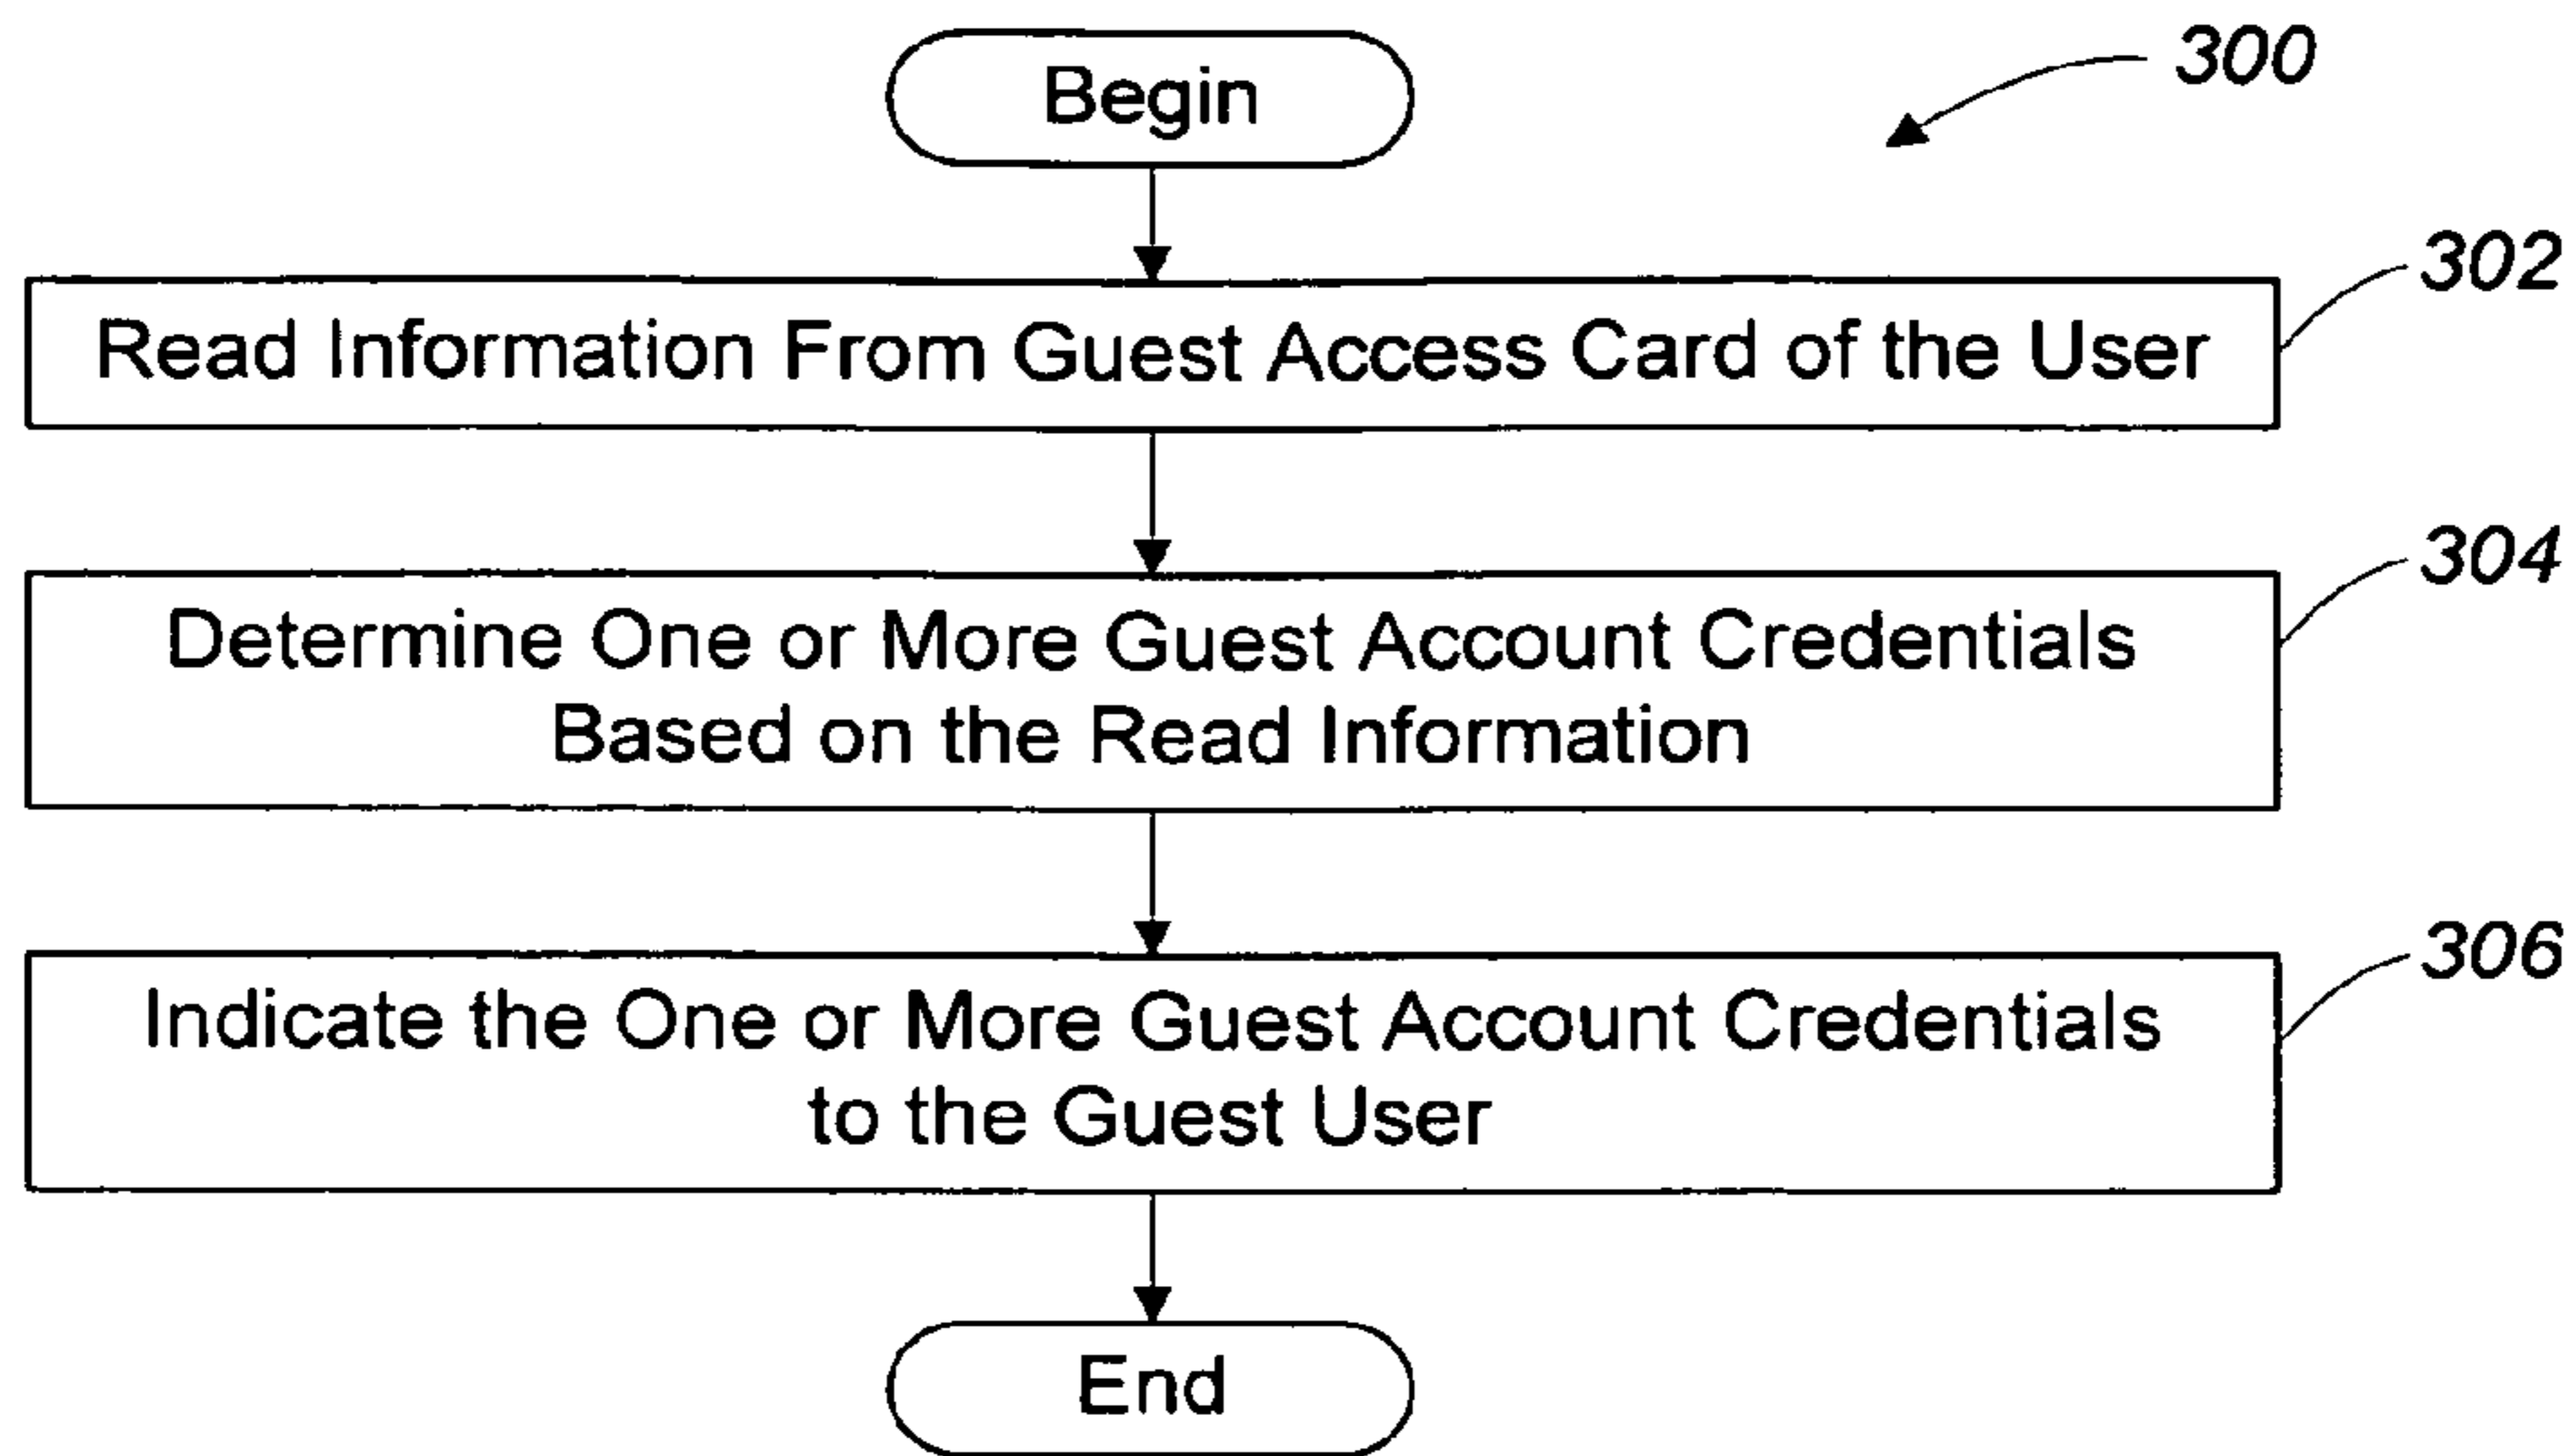 Begin
300
Read Information From Guest Access Card of the User
302
Determine One or More Guest Account Credentials
Based on the Read Information
304
Indicate the One or More Guest Account Credentials
to the Guest User
306
End